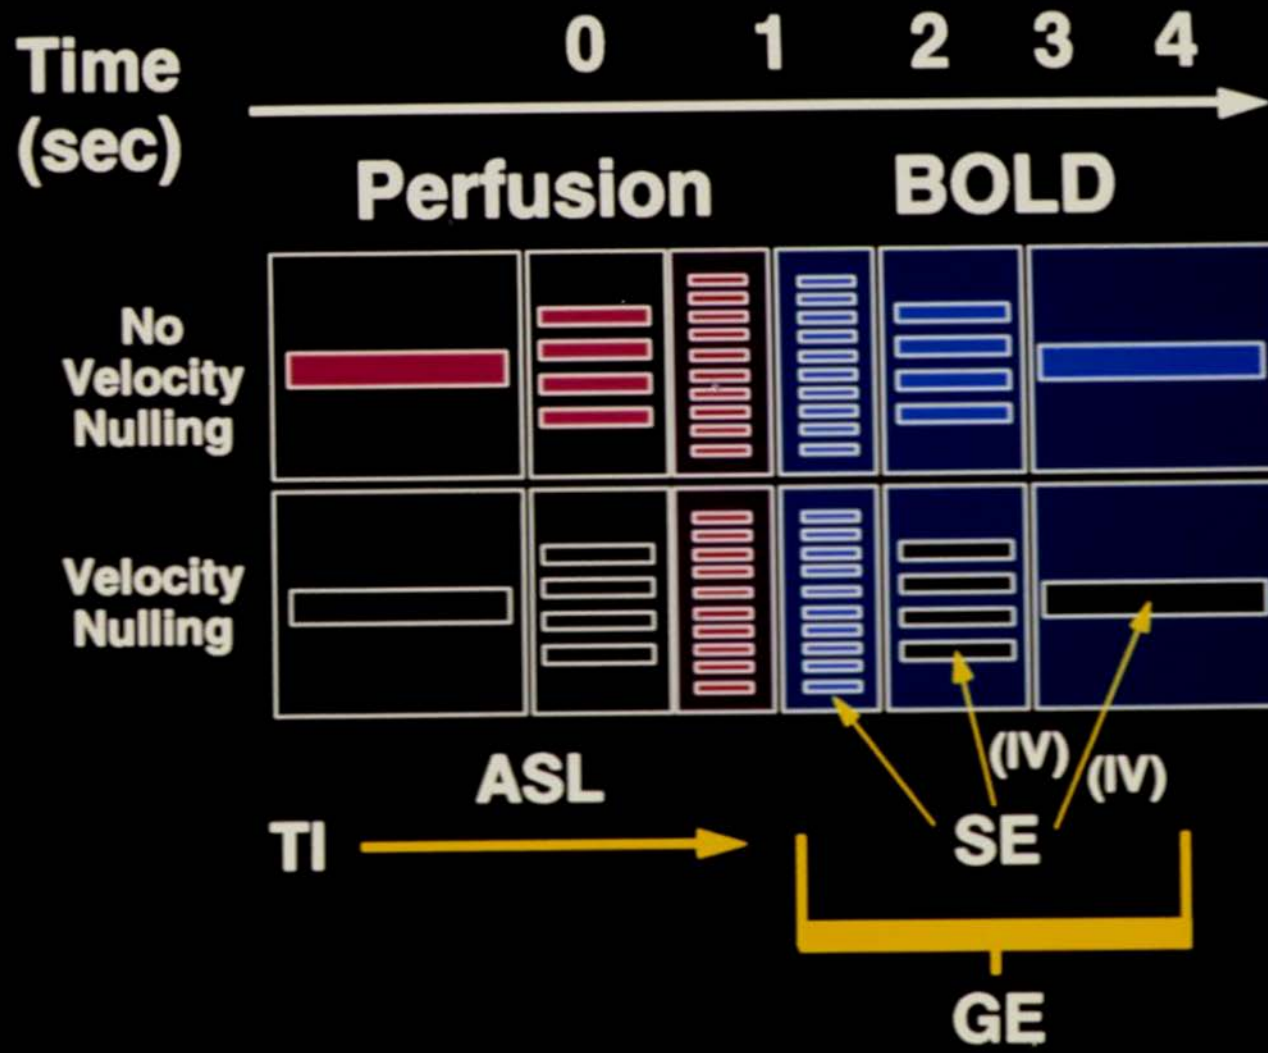 Time
(sec)
0 1 2 3 4
Perfusion
BOLD
No
Velocity
Nulling
Velocity
Nulling
ASL
TI
(IV)
(IV)
SE
GE